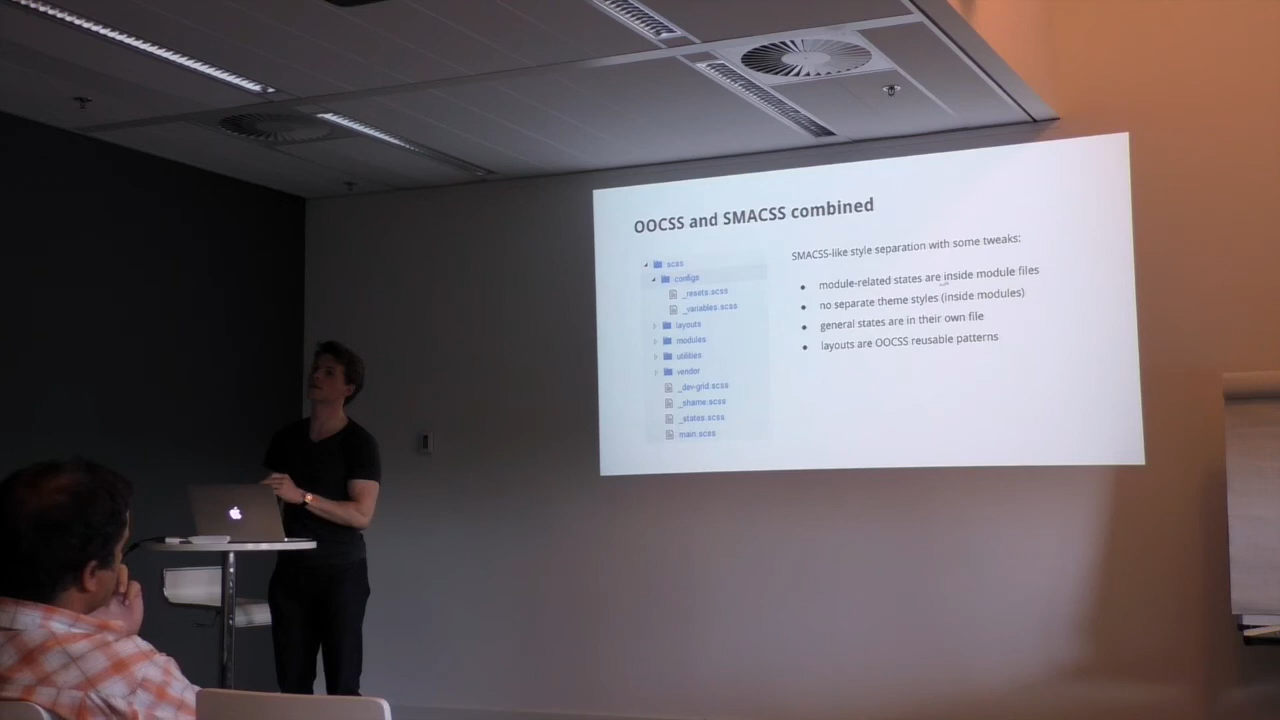 OOCSS and SMACSS combined
scss
configs
_resets.scss
_variables.scss
layouts
modules
utilities
vendor
_dev-grid.scss
_shame.scss
_states.scss
main.scss
SMACSS-like style separation with some tweaks:
● module-related states are inside module files
● no separate theme styles (inside modules)
● general states are in their own file
● layouts are OOCSS reusable patterns